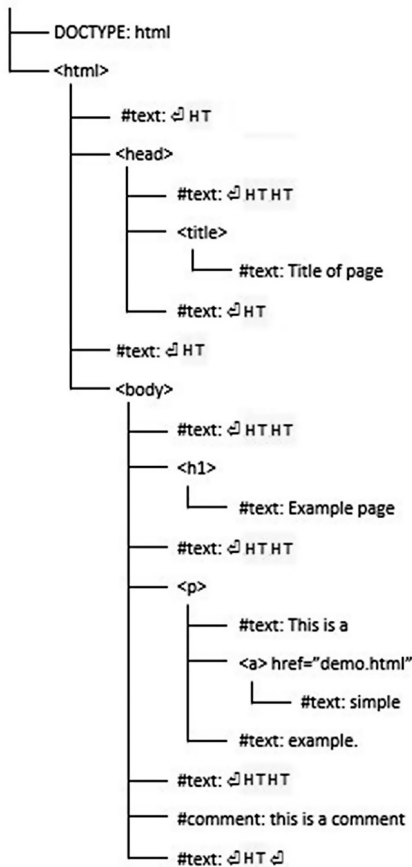 DOCTYPE: html
<html>
#text: ⏎ HT
<head>
#text: ⏎ HT HT
<title>
#text: Title of page
#text: ⏎ HT
#text: ⏎ HT
<body>
#text: ⏎ HT HT
<h1>
#text: Example page
#text: ⏎ HT HT
<p>
#text: This is a
<a> href="demo.html”
#text: simple
#text: example.
#text: ⏎ HT HT
#comment: this is a comment
#text: ⏎ HT ⏎